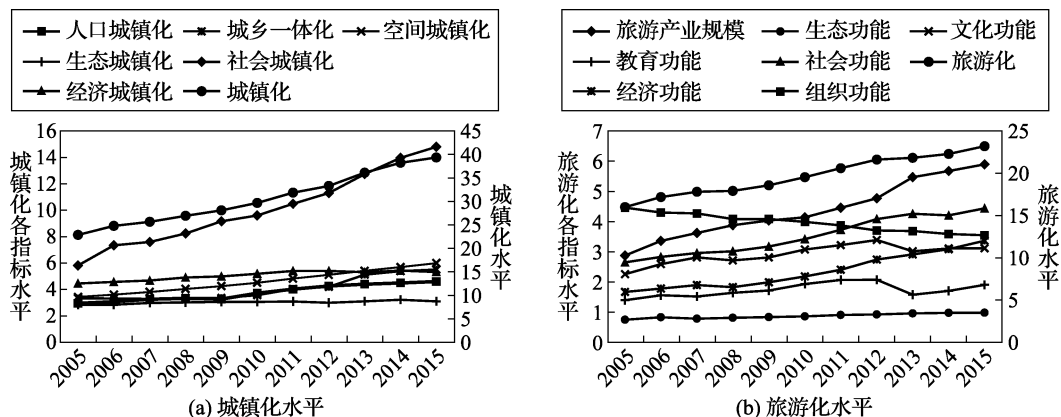 人口城镇化 城乡一体化 空间城镇化
生态城镇化 社会城镇化
经济城镇化 城镇化
16
14
12
10
8
6
4
2
0
城镇化各指标水平
45
40
35
30
25
20
15
10
5
0
城镇化水平
2005 2006 2007 2008 2009 2010 2011 2012 2013 2014 2015
(a) 城镇化水平
旅游产业规模 生态功能 文化功能
教育功能 社会功能 旅游化
经济功能 组织功能
7
6
5
4
3
2
1
0
旅游化各指标水平
25
20
15
10
5
0
旅游化水平
2005 2006 2007 2008 2009 2010 2011 2012 2013 2014 2015
(b) 旅游化水平